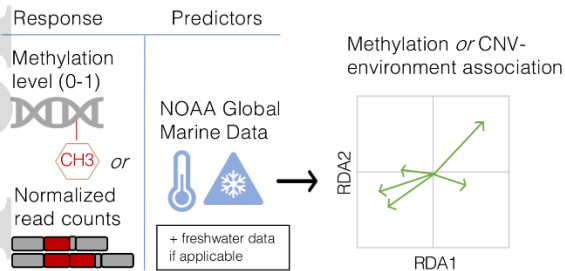 Response
Predictors
Methylation
level (0-1)
CH3 or
Normalized
read counts
NOAA Global
Marine Data
+ freshwater data
if applicable
Methylation or CNV-
environment association
RDA2
RDA1